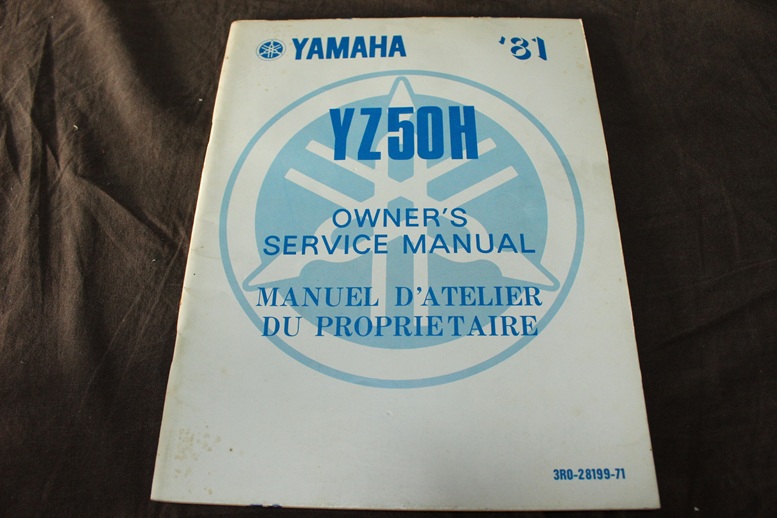 YAMAHA '81
YZ50H
OWNER'S
SERVICE MANUAL
MANUEL D'ATELIER
DU PROPRIETAIRE
3R0-28199-71